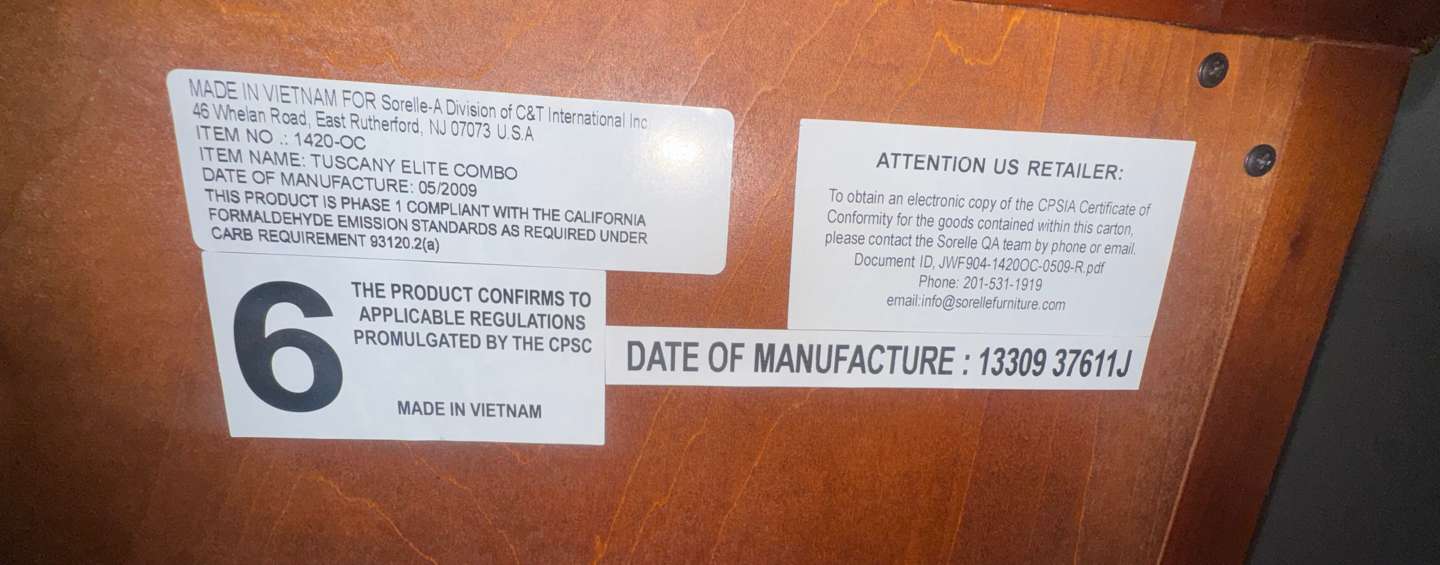 MADE IN VIETNAM FOR Sorelle-A Division of C&T International Inc
46 Whelan Road, East Rutherford, NJ 07073 U.S.A
ITEM NO .: 1420-OC
ITEM NAME: TUSCANY ELITE COMBO
DATE OF MANUFACTURE: 05/2009
THIS PRODUCT IS PHASE 1 COMPLIANT WITH THE CALIFORNIA
FORMALDEHYDE EMISSION STANDARDS AS REQUIRED UNDER
CARB REQUIREMENT 93120.2(a)
6
THE PRODUCT CONFIRMS TO
APPLICABLE REGULATIONS
PROMULGATED BY THE CPSC
MADE IN VIETNAM
ATTENTION US RETAILER:
To obtain an electronic copy of the CPSIA Certificate of
Conformity for the goods contained within this carton,
please contact the Sorelle QA team by phone or email.
Document ID, JWF904-1420OC-0509-R.pdf
Phone: 201-531-1919
email:info@sorellefurniture.com
DATE OF MANUFACTURE : 13309 37611J